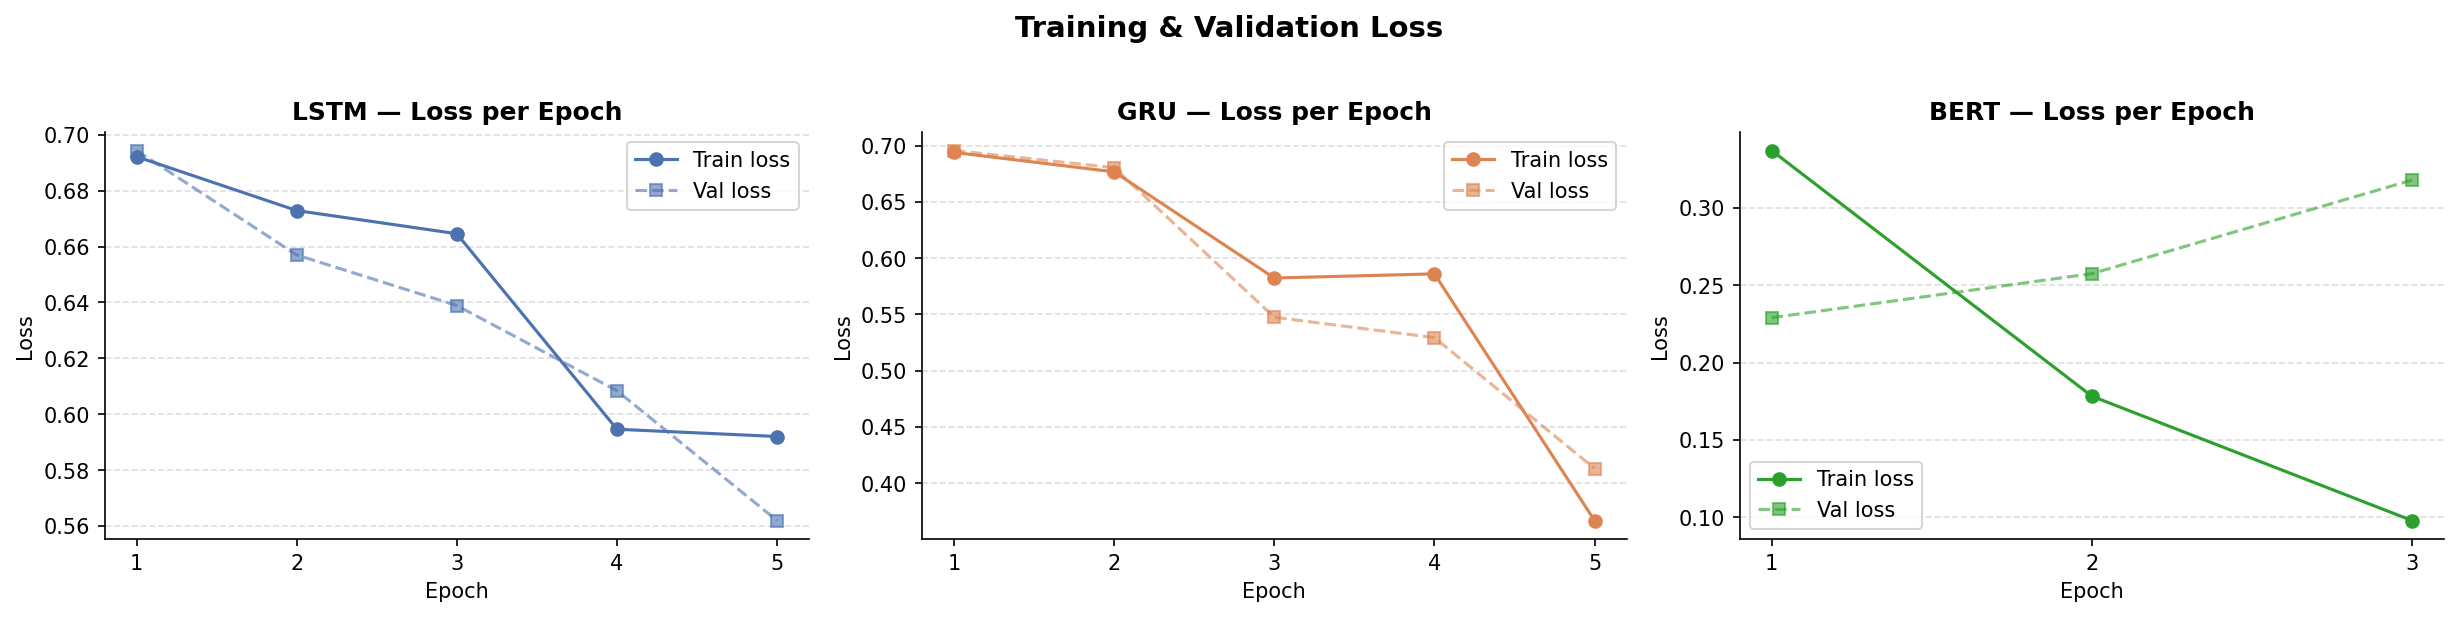 Training & Validation Loss
LSTM — Loss per Epoch
0.70
0.68
0.66
0.64
0.62
0.60
0.58
0.56
Loss
1 2 3 4 5
Epoch
Train loss
Val loss
GRU — Loss per Epoch
0.70
0.65
0.60
0.55
0.50
0.45
0.40
Loss
1 2 3 4 5
Epoch
Train loss
Val loss
BERT — Loss per Epoch
0.30
0.25
0.20
0.15
0.10
Loss
1 2 3
Epoch
Train loss
Val loss